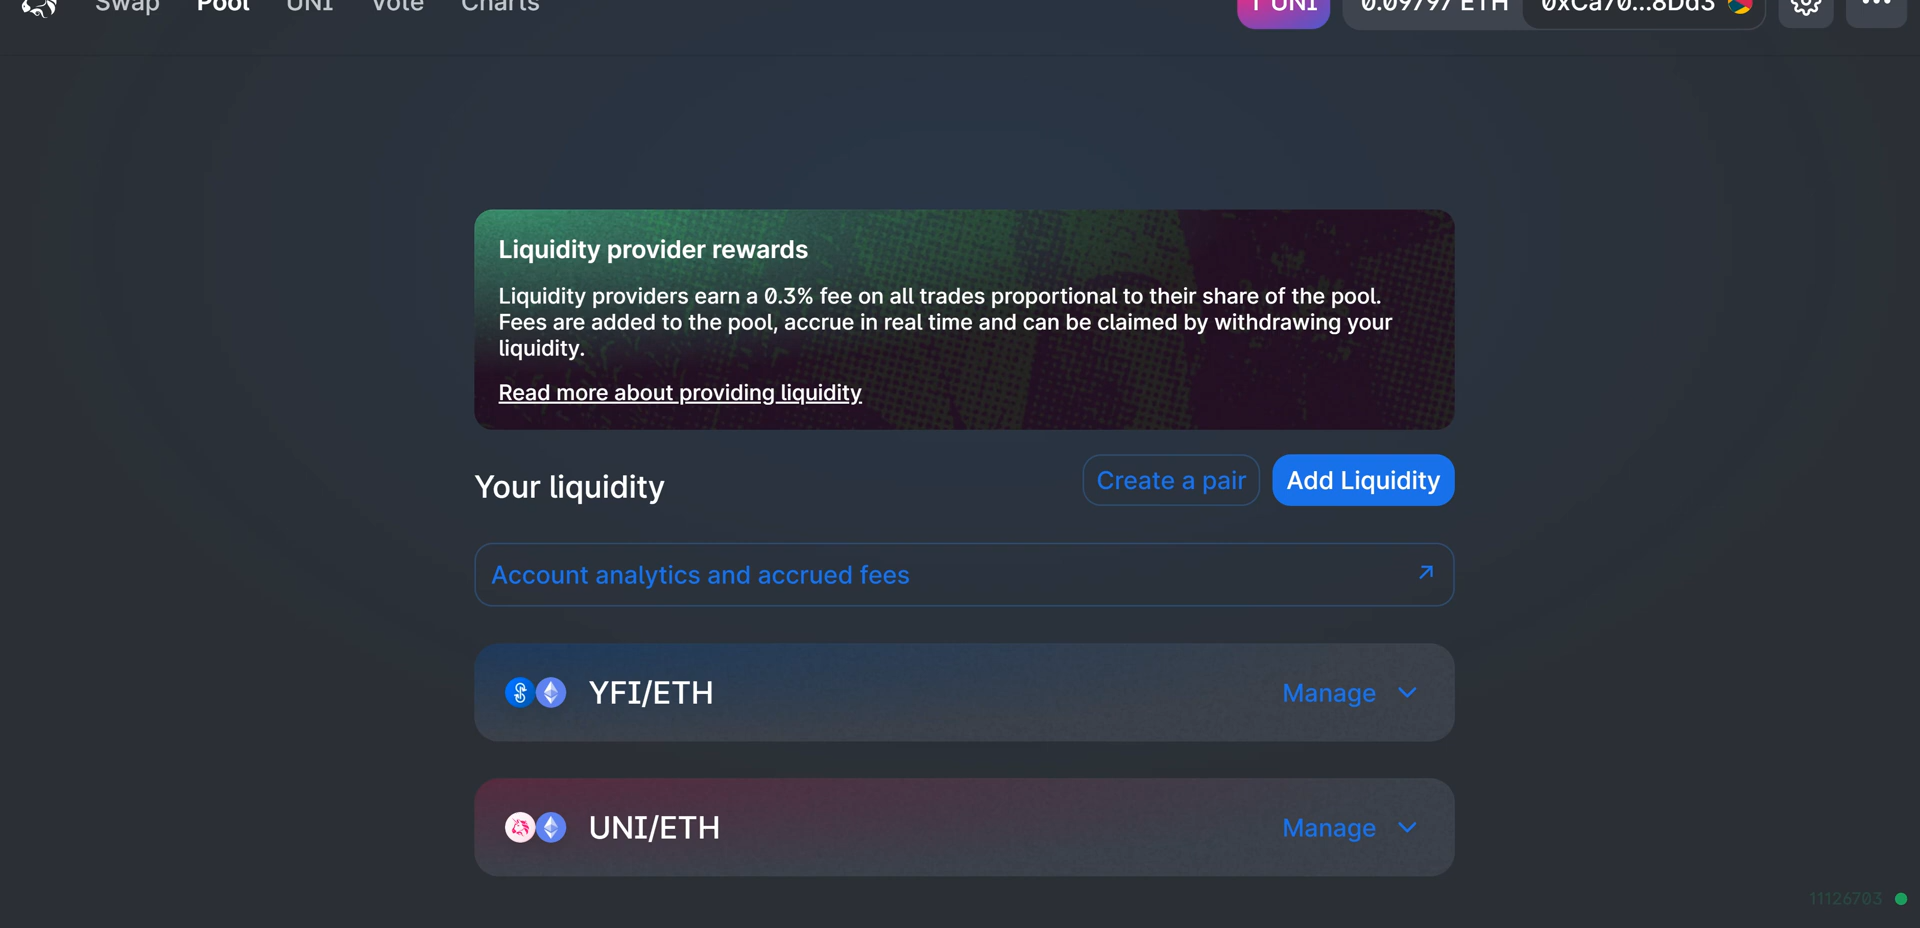 Swap Pool UNI Vote Charts 1 UNI 0.09797 ETH 0xCa70...8Dd3
Liquidity provider rewards
Liquidity providers earn a 0.3% fee on all trades proportional to their share of the pool.
Fees are added to the pool, accrue in real time and can be claimed by withdrawing your
liquidity.
Read more about providing liquidity
Your liquidity
Create a pair
Add Liquidity
Account analytics and accrued fees
YFI/ETH
Manage
UNI/ETH
Manage
11126703